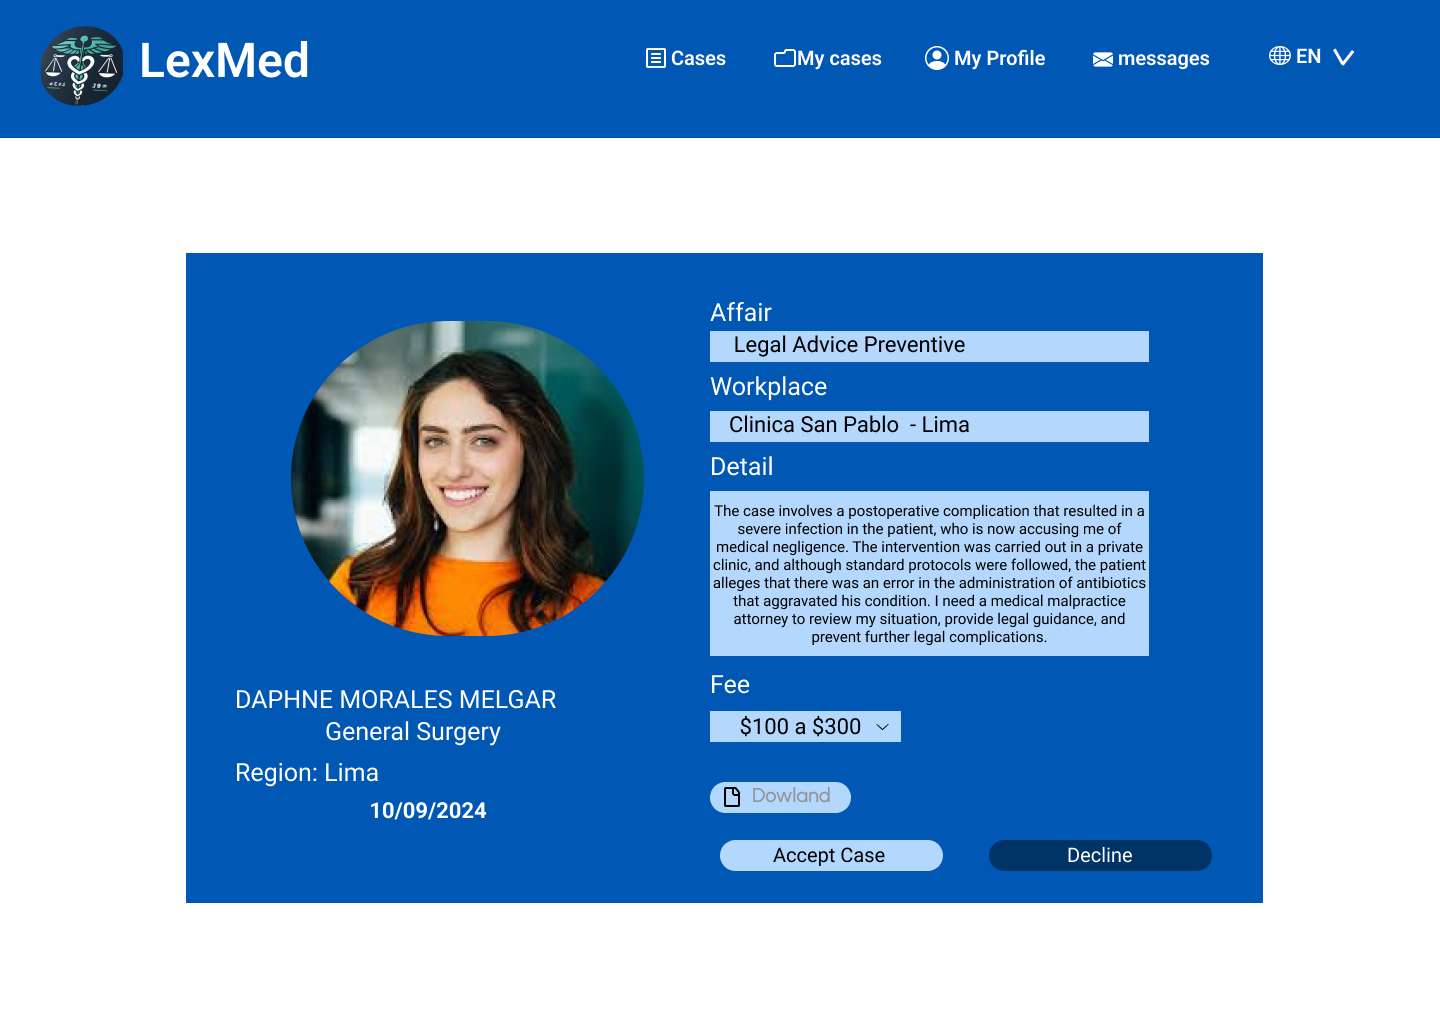 LexMed
Cases
My cases
My Profile
messages
EN
Affair
Legal Advice Preventive
Workplace
Clinica San Pablo - Lima
Detail
The case involves a postoperative complication that resulted in a
severe infection in the patient, who is now accusing me of
medical negligence. The intervention was carried out in a private
clinic, and although standard protocols were followed, the patient
alleges that there was an error in the administration of antibiotics
that aggravated his condition. I need a medical malpractice
attorney to review my situation, provide legal guidance, and
prevent further legal complications.
Fee
$100 a $300
Dowland
Accept Case
Decline
DAPHNE MORALES MELGAR
General Surgery
Region: Lima
10/09/2024